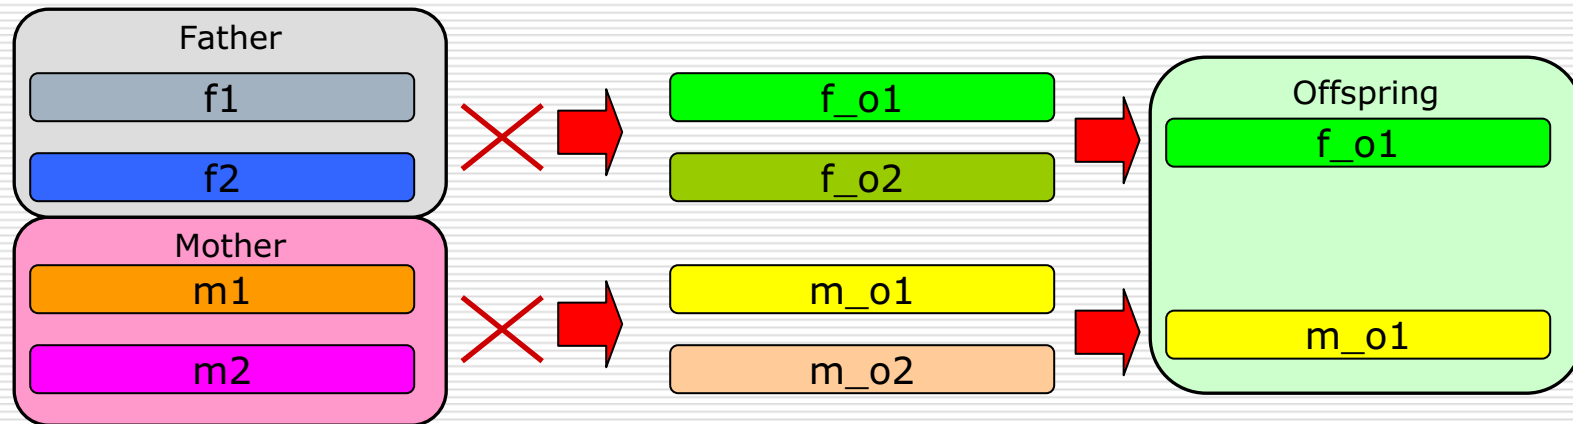 Father
f1
f2
Mother
m1
m2
f_o1
f_o2
m_o1
m_o2
Offspring
f_o1
m_o1